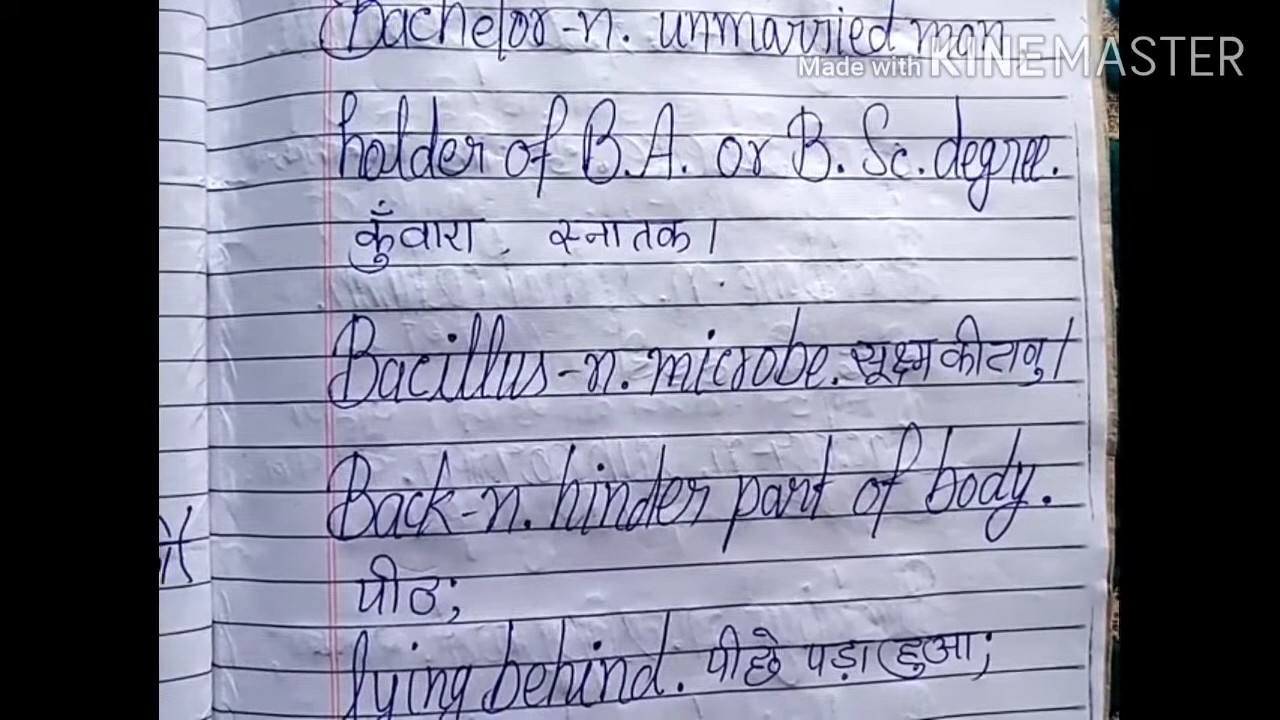 Bachelor-n. unmarried man,
Made with KINEMASTER
holder of B.A. or B.Sc. degree.
कुँवारा, स्नातक।
Bacillus-n. microbe. सूक्ष्म कीटाणु।
Back-n. hinder part of body.
पीठ;
lying behind. पीछे पड़ा हुआ;